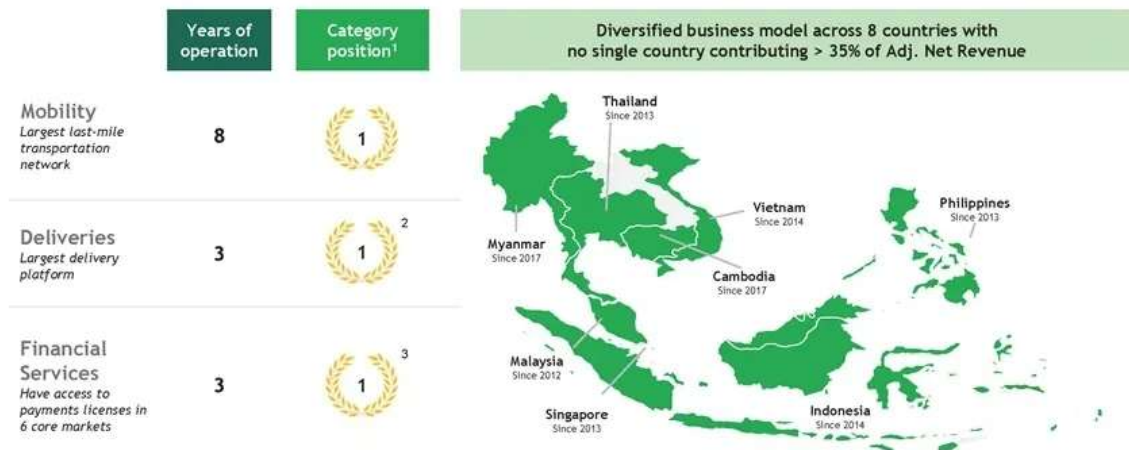 Years of
operation
Category
position¹
Diversified business model across 8 countries with
no single country contributing > 35% of Adj. Net Revenue
Mobility
Largest last-mile
transportation
network
8
1
Deliveries
Largest delivery
platform
3
1
2
Financial
Services
Have access to
payments licenses in
6 core markets
3
1
3
Thailand
Since 2013
Vietnam
Since 2014
Philippines
Since 2013
Myanmar
Since 2017
Cambodia
Since 2017
Malaysia
Since 2012
Singapore
Since 2013
Indonesia
Since 2014